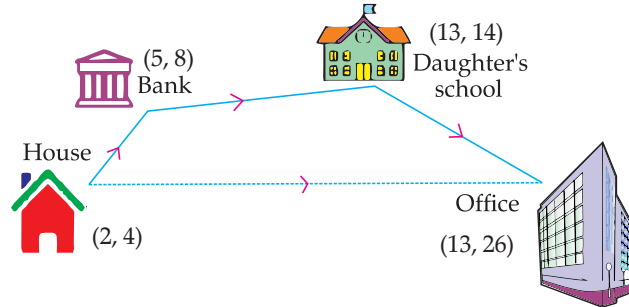 (5, 8)
Bank
(13, 14)
Daughter's
school
House
(2, 4)
Office
(13, 26)